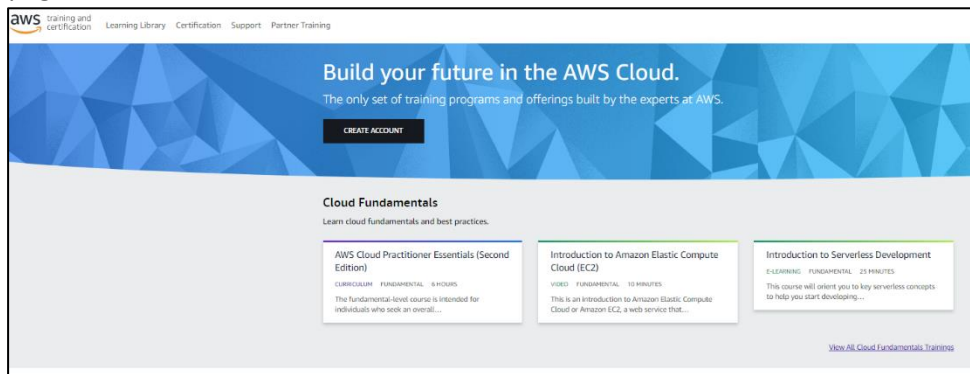 aws training and certification
Learning Library Certification Support Partner Training
Build your future in the AWS Cloud.
The only set of training programs and offerings built by the experts at AWS.
CREATE ACCOUNT
Cloud Fundamentals
Learn cloud fundamentals and best practices.
AWS Cloud Practitioner Essentials (Second
Edition)
CURRICULUM FUNDAMENTAL 6 HOURS
The fundamental-level course is intended for
individuals who seek an overall...
Introduction to Amazon Elastic Compute
Cloud (EC2)
VIDEO FUNDAMENTAL 10 MINUTES
This is an introduction to Amazon Elastic Compute
Cloud or Amazon EC2, a web service that...
Introduction to Serverless Development
E-LEARNING FUNDAMENTAL 25 MINUTES
This course will orient you to key serverless concepts
to help you start developing...
View All Cloud Fundamentals Trainings